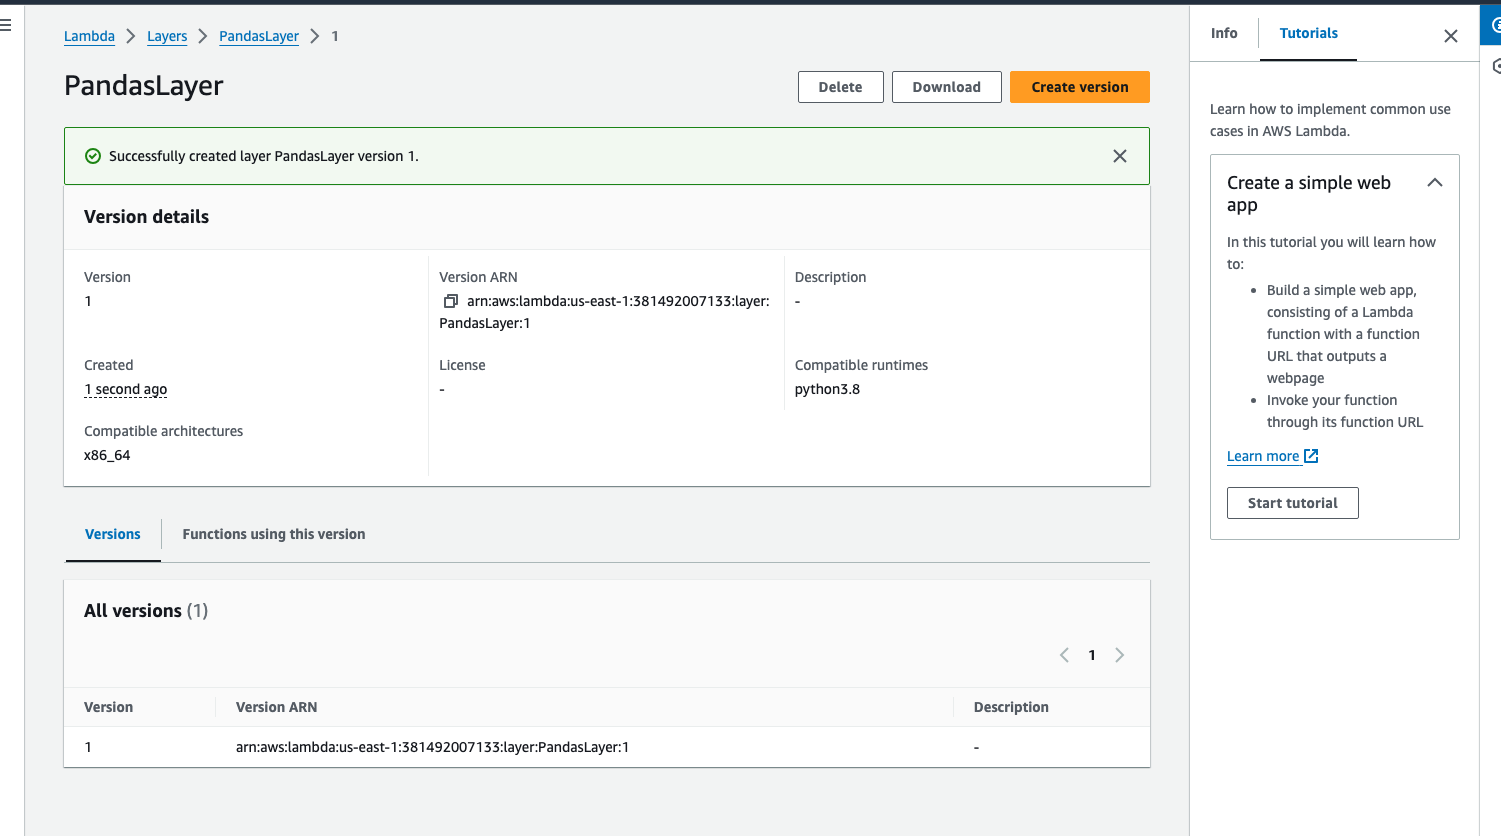 Lambda > Layers > PandasLayer > 1
PandasLayer
Delete
Download
Create version
Successfully created layer PandasLayer version 1.
Version details
Version
1
Version ARN
arn:aws:lambda:us-east-1:381492007133:layer:
PandasLayer:1
Description
-
Created
1 second ago
License
-
Compatible runtimes
python3.8
Compatible architectures
x86_64
Versions
Functions using this version
All versions (1)
< 1 >
Version
Version ARN
Description
1
arn:aws:lambda:us-east-1:381492007133:layer:PandasLayer:1
-
Info
Tutorials
Learn how to implement common use
cases in AWS Lambda.
Create a simple web
app
In this tutorial you will learn how
to:
• Build a simple web app,
consisting of a Lambda
function with a function
URL that outputs a
webpage
• Invoke your function
through its function URL
Learn more
Start tutorial